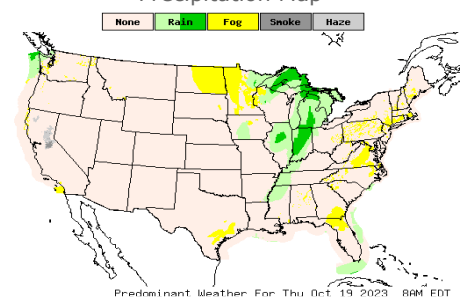 Precipitation Map
None Rain Fog Smoke Haze
Predominant Weather For Thu Oct 19 2023 8AM EDT